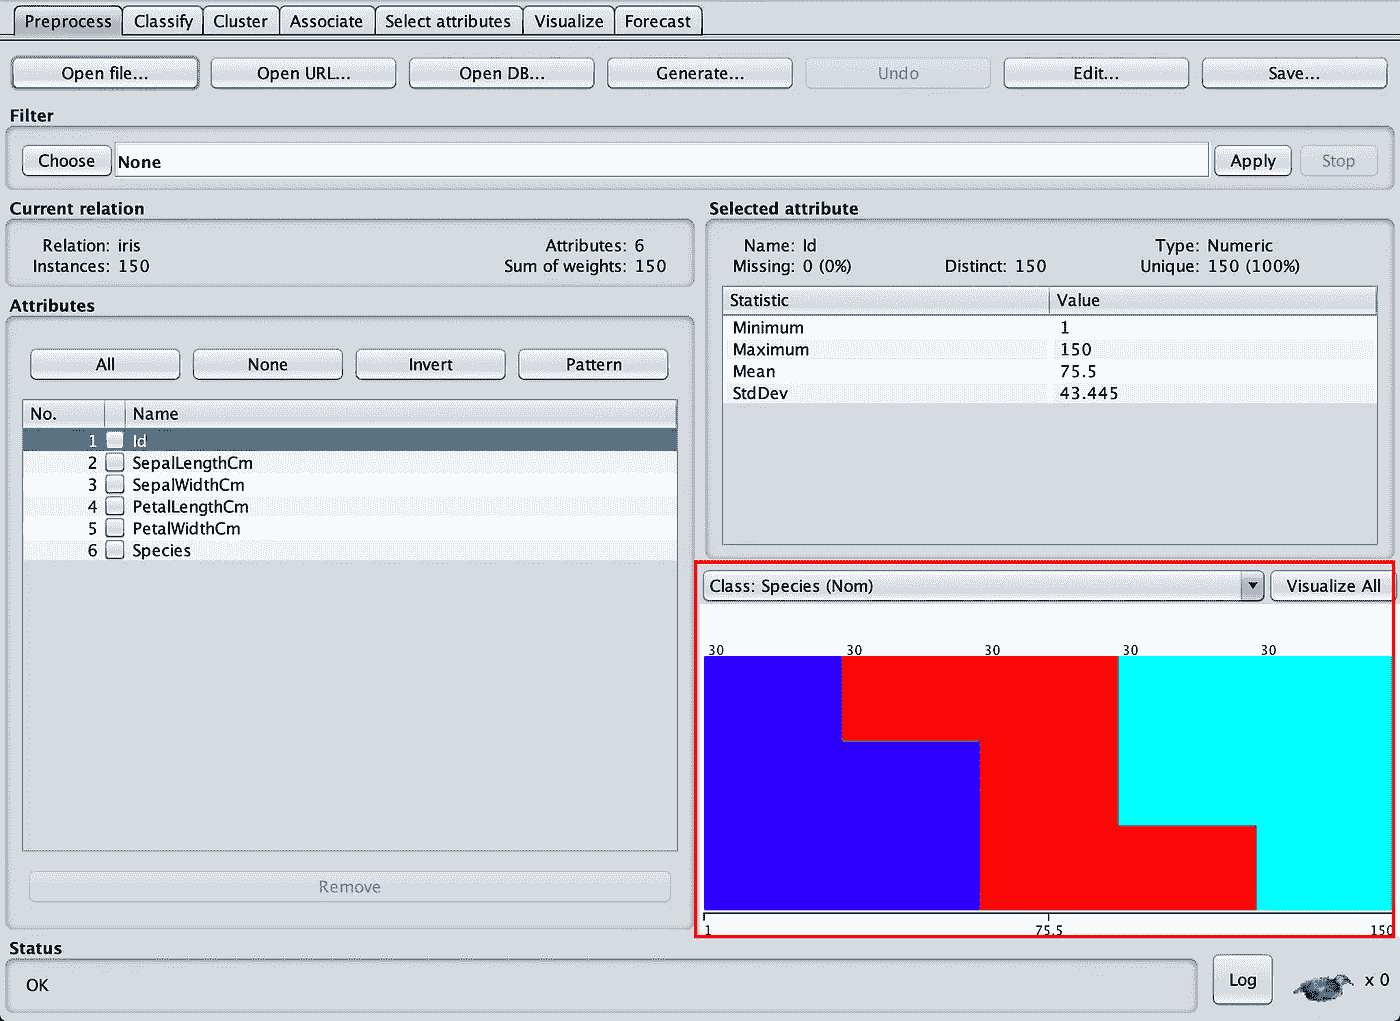 Preprocess Classify Cluster Associate Select attributes Visualize Forecast
Open file... Open URL... Open DB... Generate... Undo Edit... Save...
Filter
Choose None Apply Stop
Current relation
Relation: iris Attributes: 6
Instances: 150 Sum of weights: 150
Attributes
All None Invert Pattern
No. Name
1 Id
2 SepalLengthCm
3 SepalWidthCm
4 PetalLengthCm
5 PetalWidthCm
6 Species
Remove
Selected attribute
Name: Id Type: Numeric
Missing: 0 (0%) Distinct: 150 Unique: 150 (100%)
Statistic Value
Minimum 1
Maximum 150
Mean 75.5
StdDev 43.445
Class: Species (Nom) Visualize All
30 30 30 30 30
1 75.5 150
Status
OK Log x 0